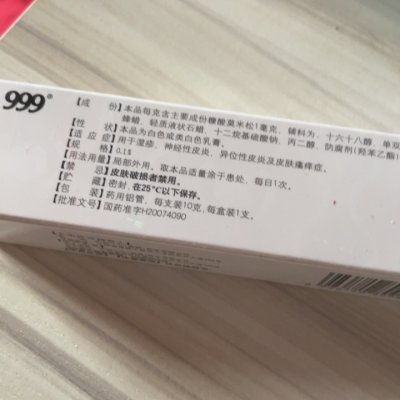 999®
【成 份】本品每克含主要成份糠酸莫米松1毫克，辅料为：十六十八醇、单双
蜂蜡、轻质液状石蜡、十二烷基硫酸钠、丙二醇、防腐剂(羟苯乙酯
【性 状】本品为白色或类白色乳膏。
【适应症】用于湿疹、神经性皮炎、异位性皮炎及皮肤瘙痒症。
【规 格】0.1%
【用法用量】局部外用。取本品适量涂于患处，每日1次。
【禁 忌】皮肤破损者禁用。
【贮 藏】密封，在25℃以下保存。
【包 装】药用铝管，每支装10克，每盒装1支。
【批准文号】国药准字H20074090